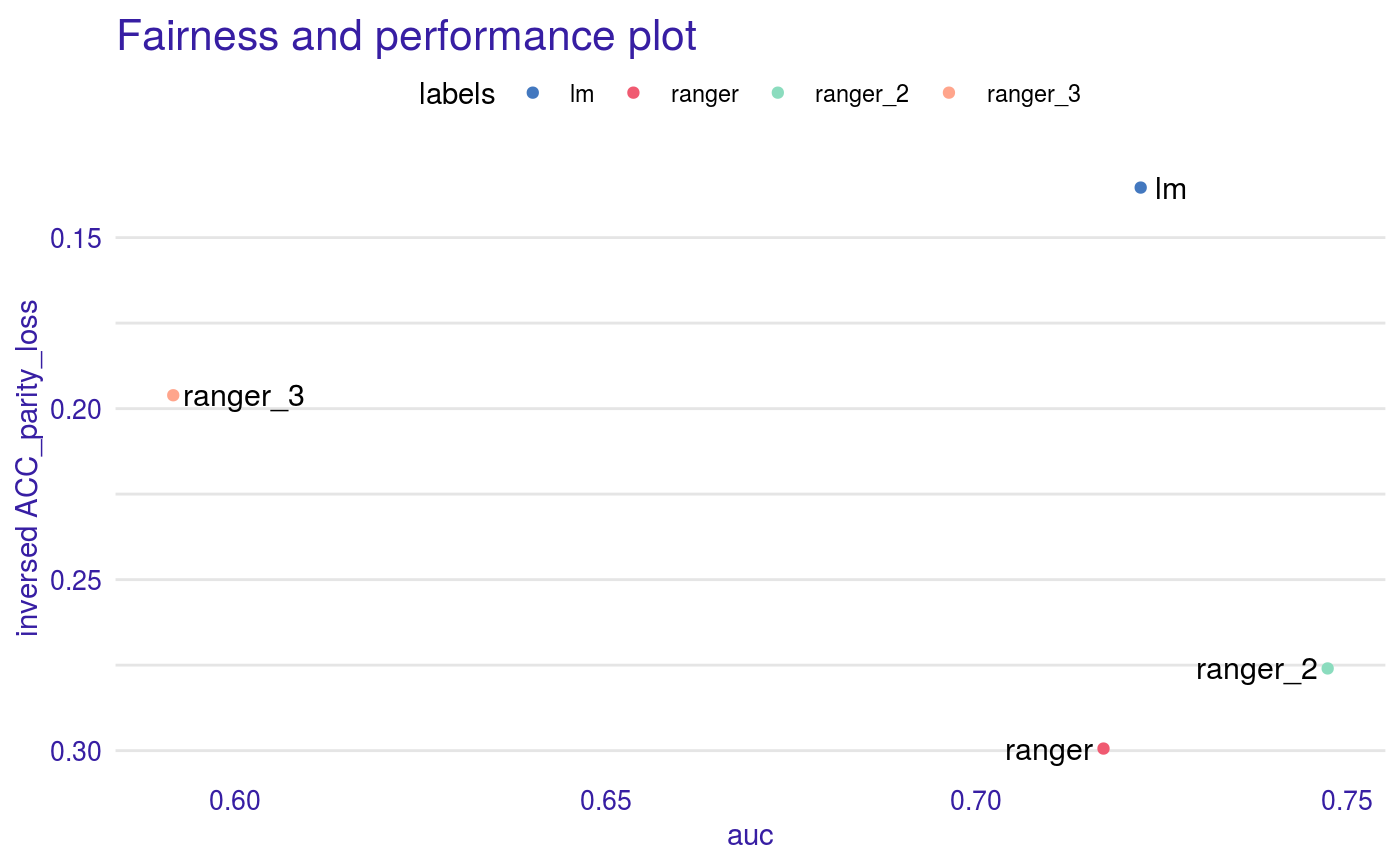 Fairness and performance plot
labels lm ranger ranger_2 ranger_3
lm
0.15
ranger_3
0.20
inversed ACC_parity_loss
0.25
ranger_2
ranger
0.30
0.60 0.65 0.70 0.75
auc